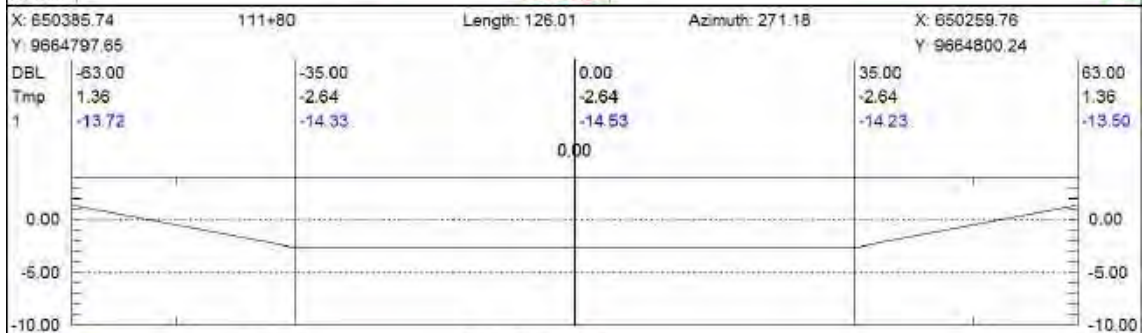 X: 650385.74 111+80 Length: 126.01 Azimuth: 271.18 X: 650259.76
Y: 9664797.65 Y: 9664800.24
DBL -63.00 -35.00 0.00 35.00 63.00
Tmp 1.36 -2.64 -2.64 -2.64 1.36
1 -13.72 -14.33 -14.53 -14.23 -13.50
0.00
0.00 0.00
-5.00 -5.00
-10.00 -10.00